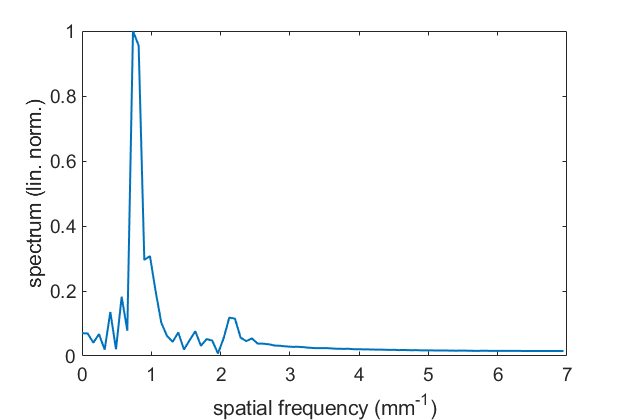 1
0.8
0.6
0.4
0.2
0
0 1 2 3 4 5 6 7
spectrum (lin. norm.)
spatial frequency (mm-1)